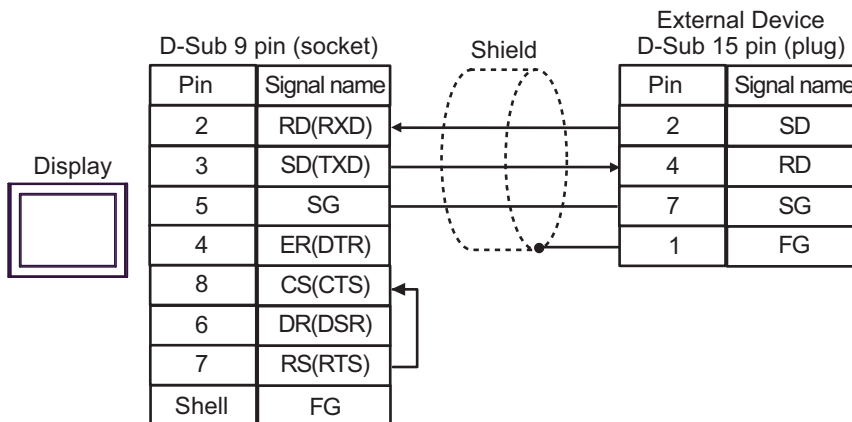 External Device
D-Sub 9 pin (socket) Shield D-Sub 15 pin (plug)
Pin Signal name Pin Signal name
2 RD(RXD) 2 SD
Display 3 SD(TXD) 4 RD
5 SG 7 SG
4 ER(DTR) 1 FG
8 CS(CTS)
6 DR(DSR)
7 RS(RTS)
Shell FG